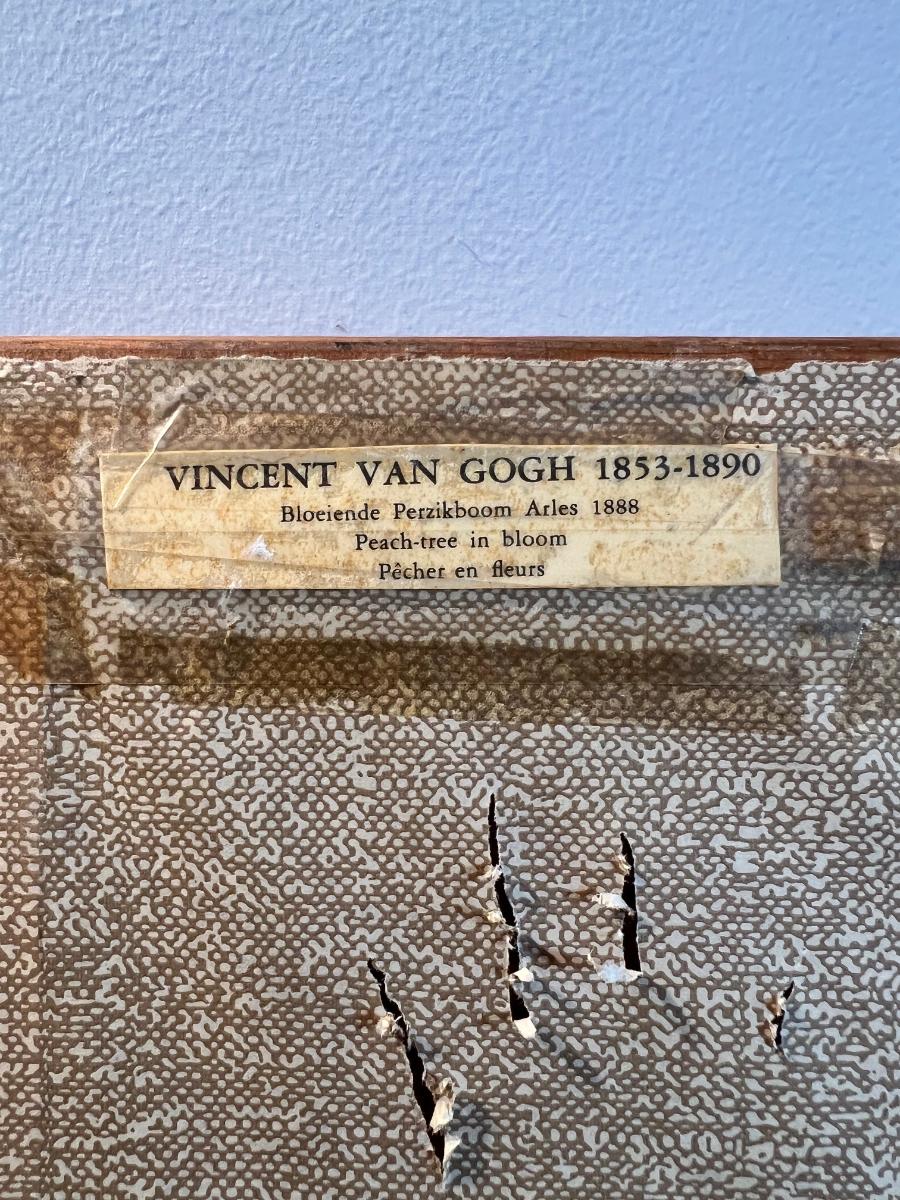 VINCENT VAN GOGH 1853-1890
Bloeiende Perzikboom Arles 1888
Peach-tree in bloom
Pêcher en fleurs